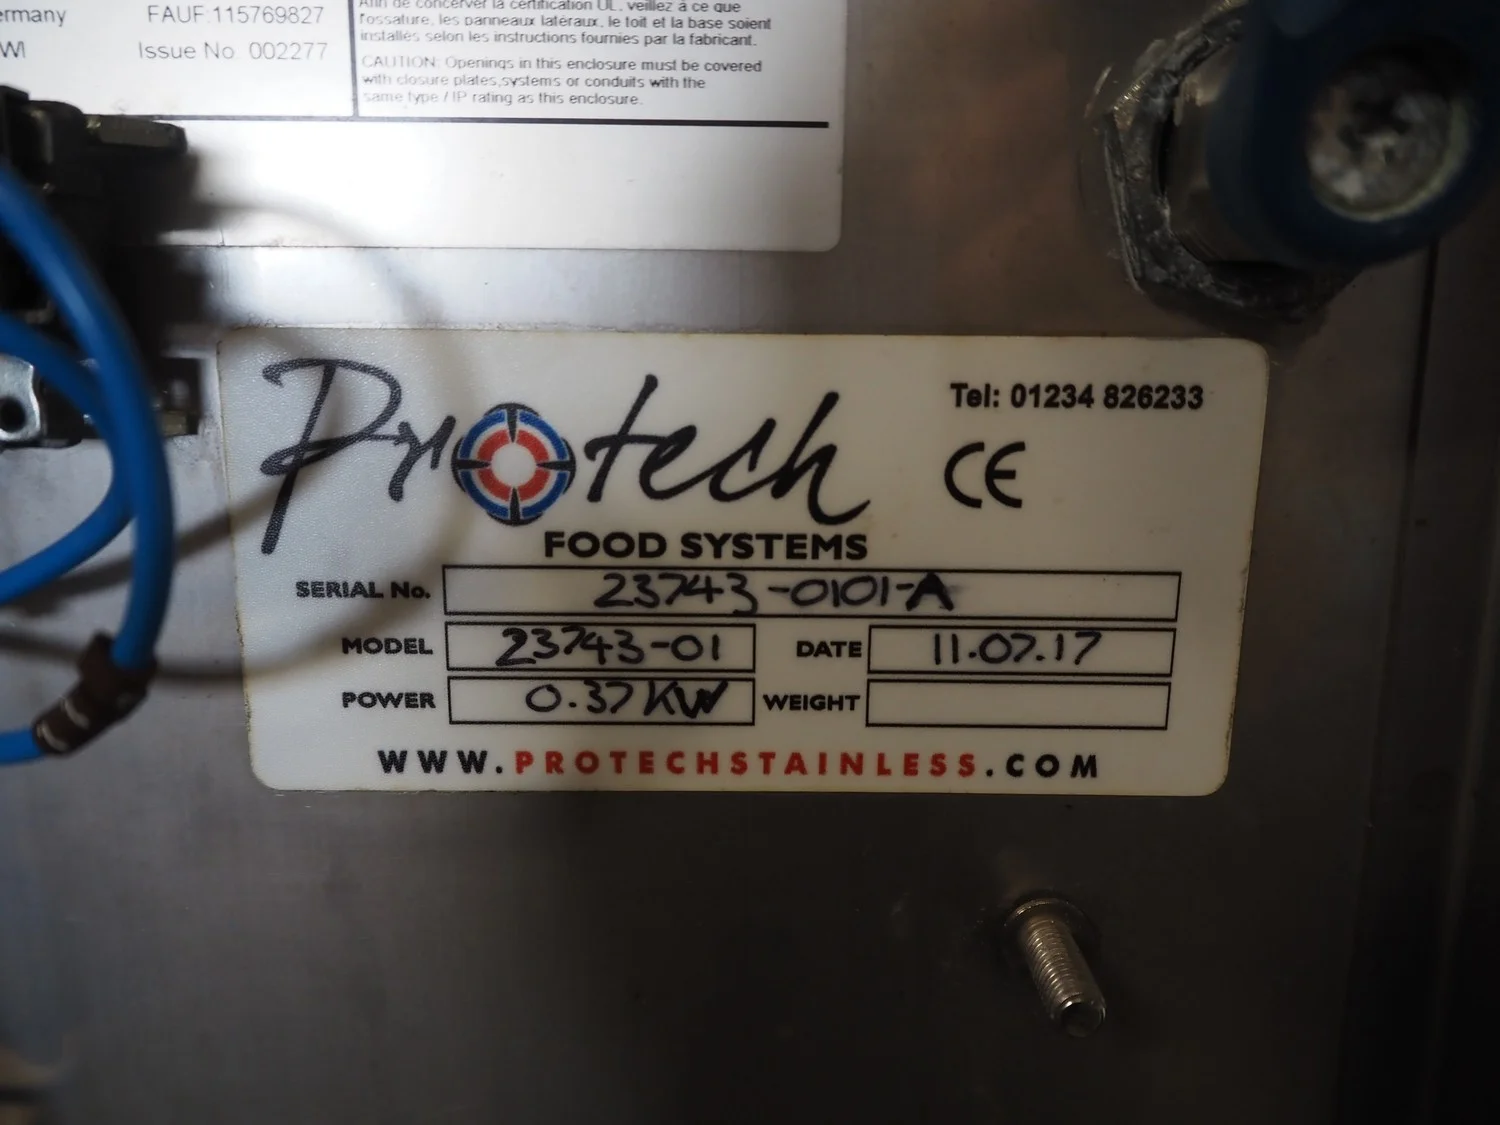 ermany FAUF:115769827
WI Issue No 002277
Afin de concerver la certification UL, veillez à ce que
l'ossature, les panneaux latéraux, le toit et la base soient
installés selon les instructions fournies par la fabricant.
CAUTION: Openings in this enclosure must be covered
with closure plates,systems or conduits with the
same type / IP rating as this enclosure.
Protech
FOOD SYSTEMS
Tel: 01234 826233
CE
SERIAL No. 23743-0101-A
MODEL 23743-01 DATE 11.07.17
POWER 0.37KW WEIGHT
WWW.PROTECHSTAINLESS.COM